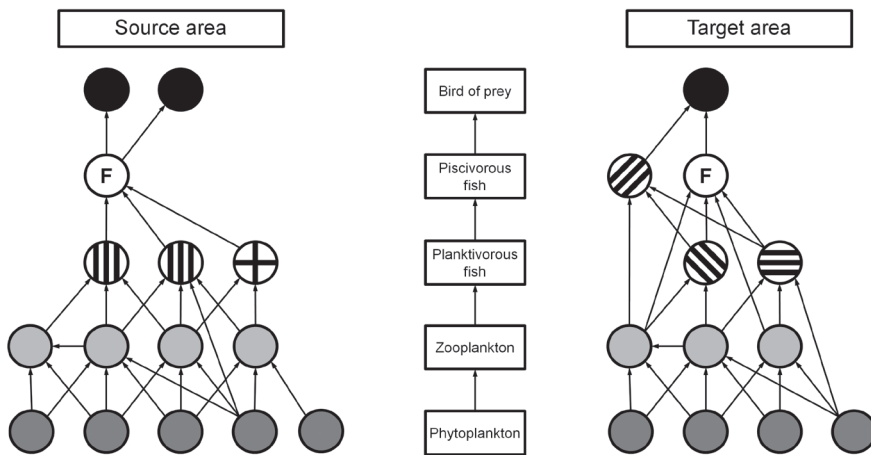 Source area
Target area
Bird of prey
Piscivorous
fish
F
F
Planktivorous
fish
Zooplankton
Phytoplankton